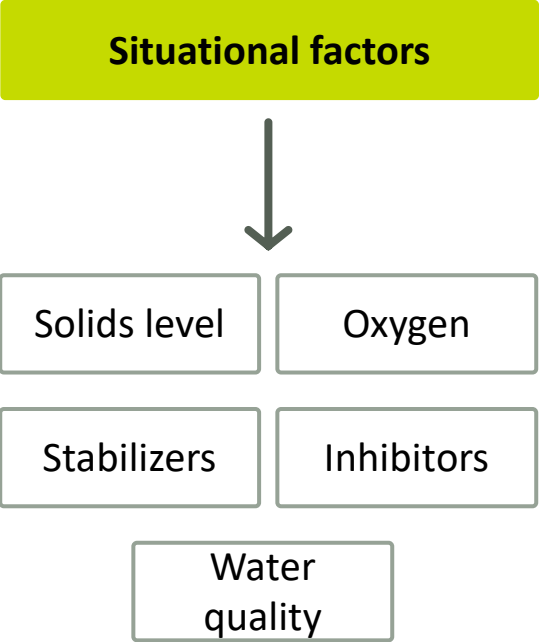 Situational factors
Solids level
Oxygen
Stabilizers
Inhibitors
Water
quality